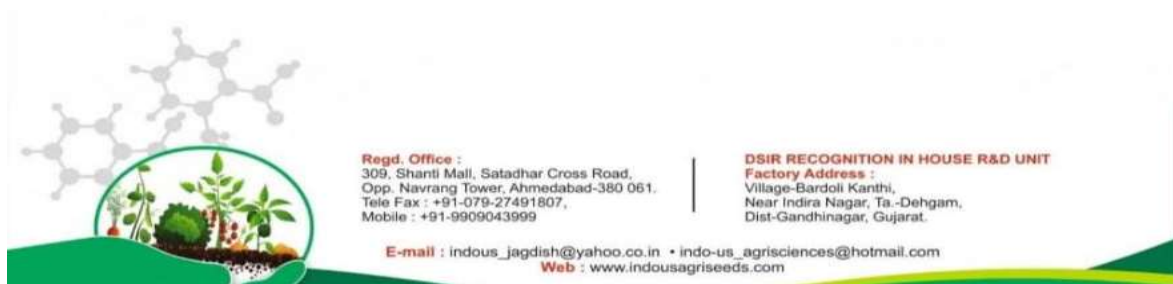 Regd. Office :
309, Shanti Mall, Satadhar Cross Road,
Opp. Navrang Tower, Ahmedabad-380 061.
Tele Fax : +91-079-27491807,
Mobile : +91-9909043999
DSIR RECOGNITION IN HOUSE R&D UNIT
Factory Address :
Village-Bardoli Kanthi,
Near Indira Nagar, Ta.-Dehgam,
Dist-Gandhinagar, Gujarat.
E-mail : indous_jagdish@yahoo.co.in • indo-us_agrisciences@hotmail.com
Web : www.indousagriseeds.com